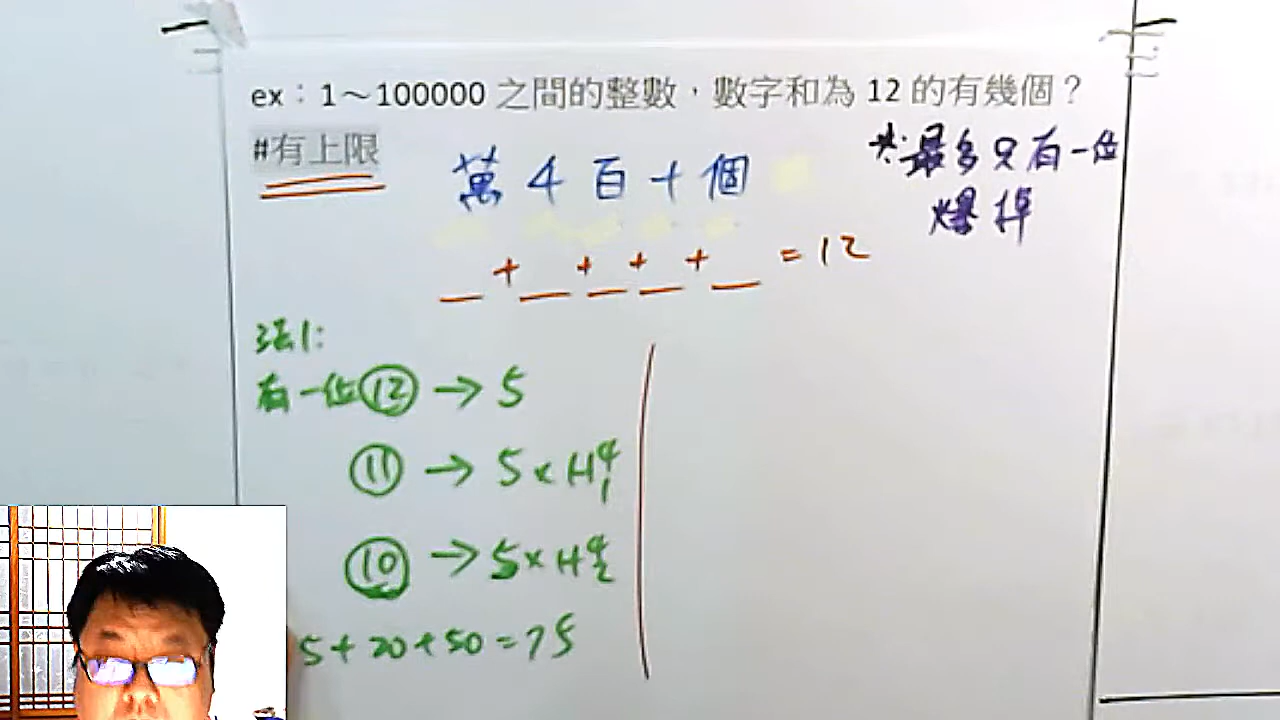 ex：1～100000 之間的整數，數字和為 12 的有幾個？
#有上限
萬千百十個
※:最多只有一位
爆掉
_+_+_+_+_ = 12
法1:
有一位⑫→5
⑪→5×H⁴₁
⑩→5×H⁴₂
5+20+50=75